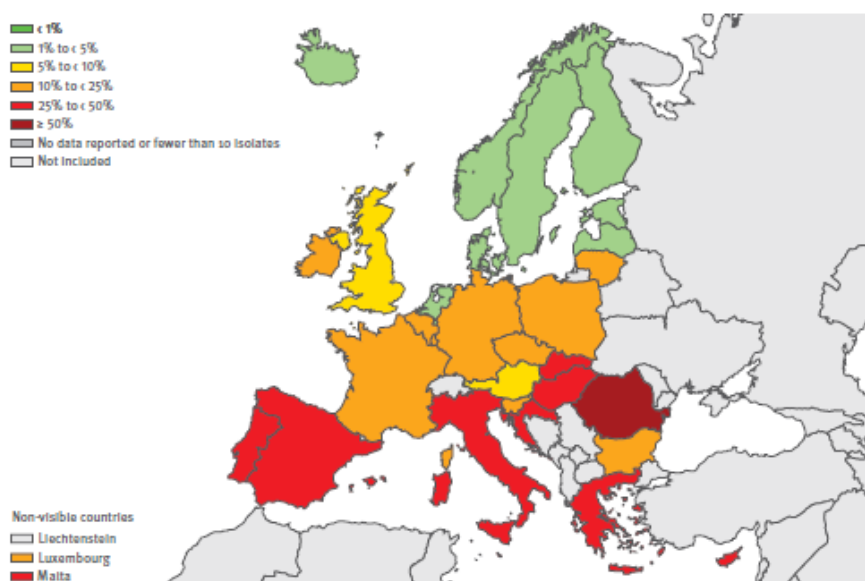 < 1%
1% to < 5%
5% to < 10%
10% to < 25%
25% to < 50%
≥ 50%
No data reported or fewer than 10 isolates
Not included
Non-visible countries
Liechtenstein
Luxembourg
Malta